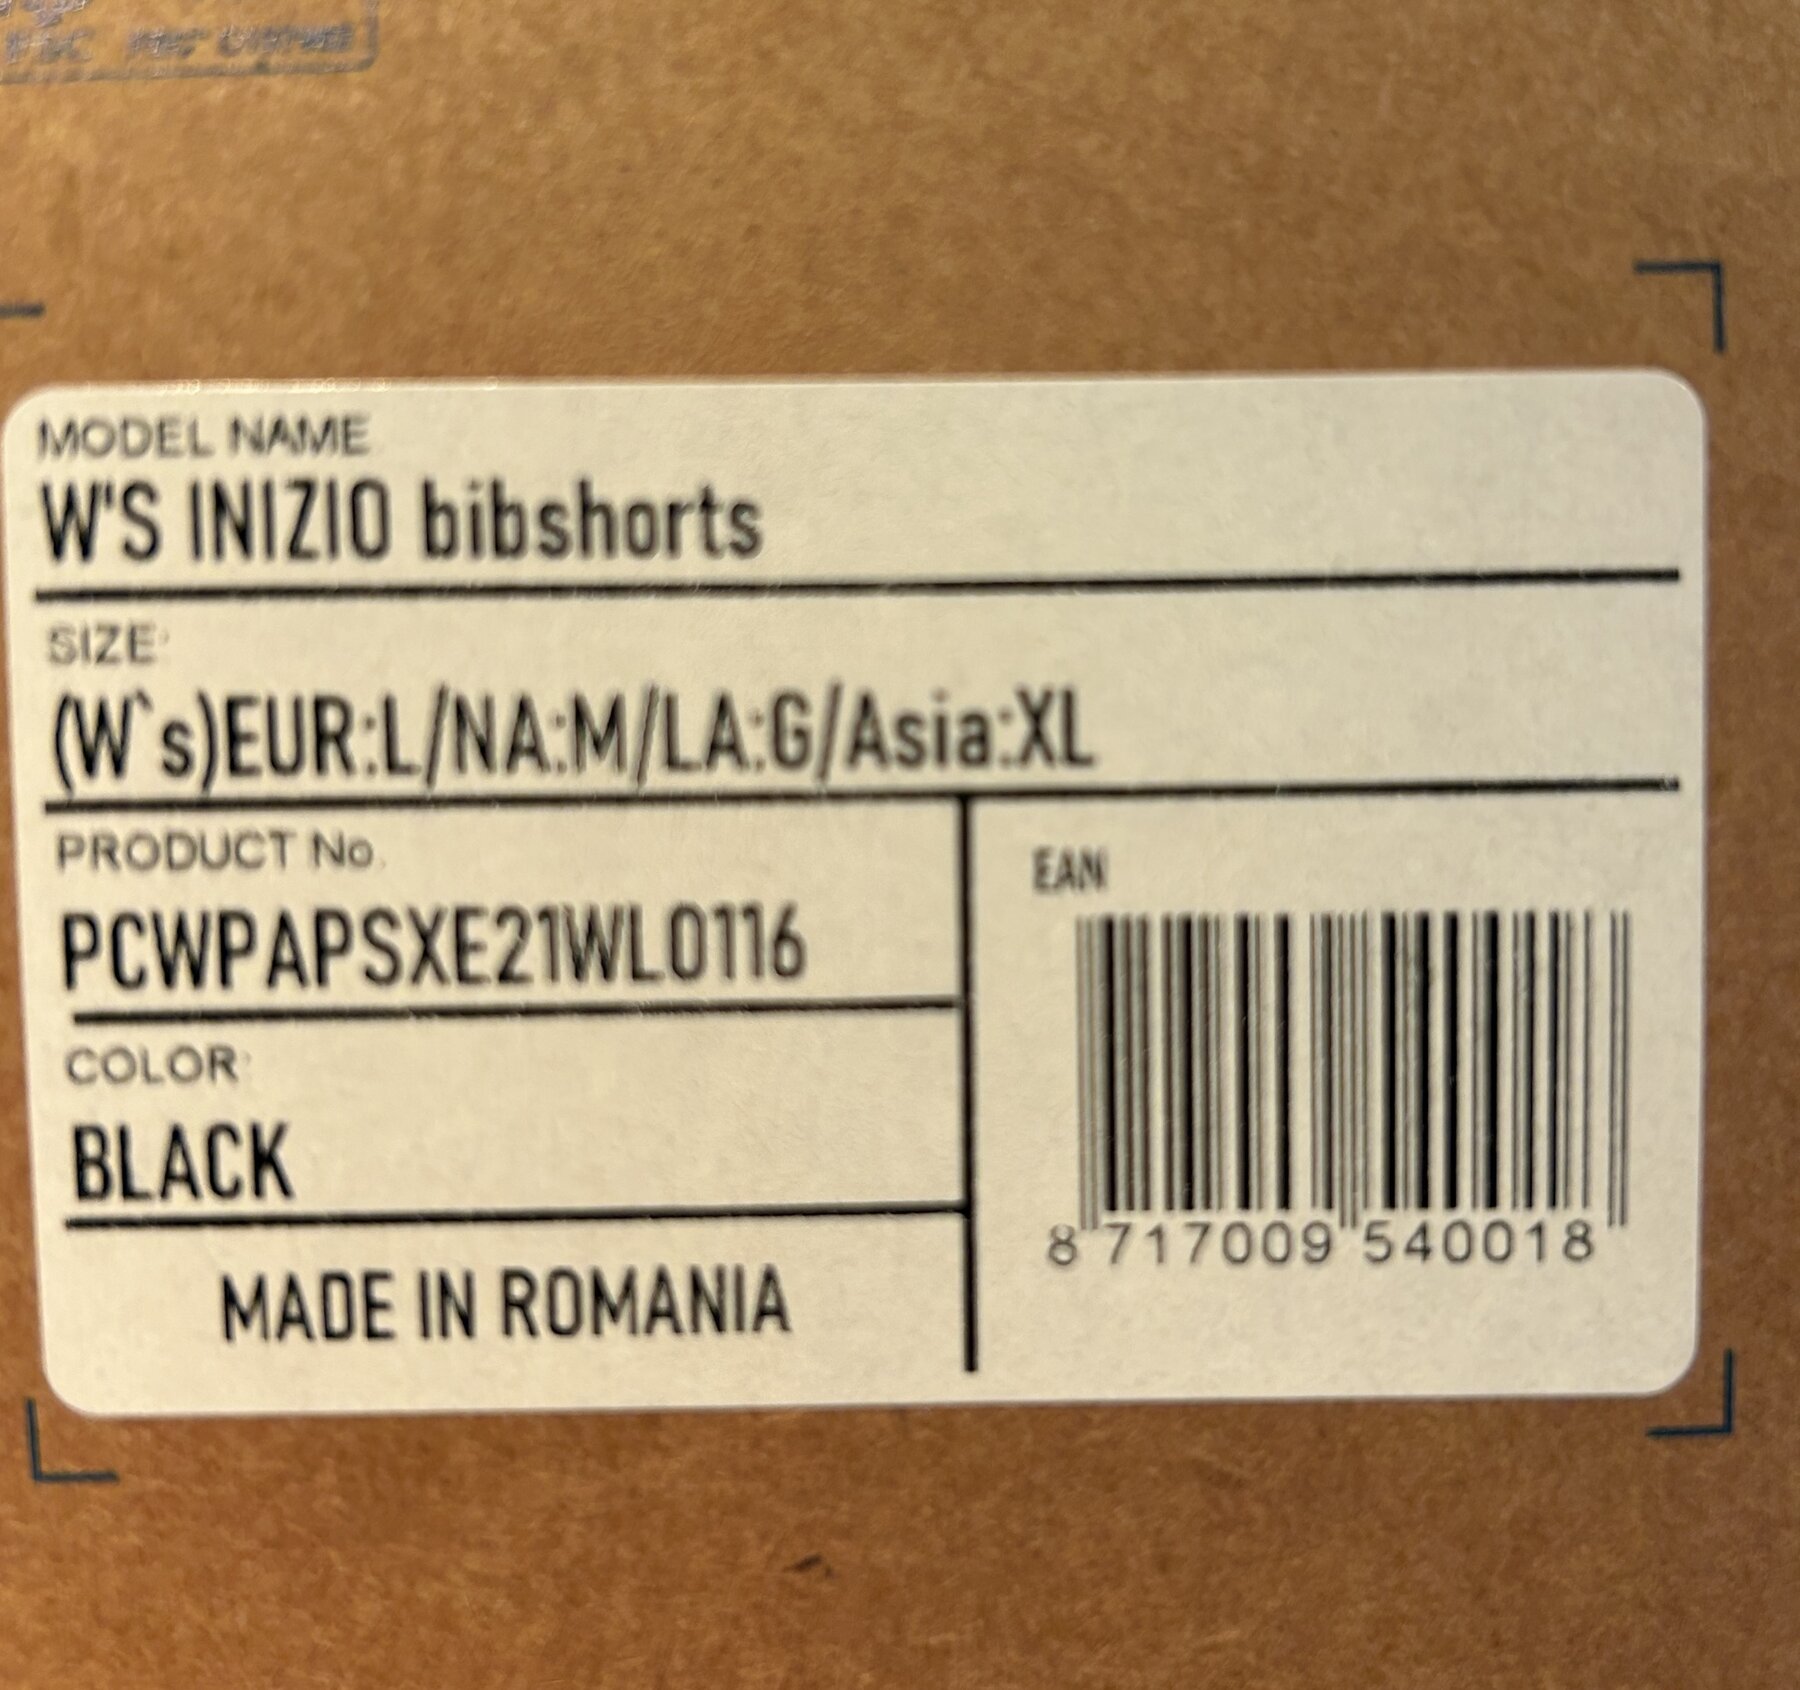 MODEL NAME
W'S INIZIO bibshorts
SIZE:
(W`s)EUR:L/NA:M/LA:G/Asia:XL
PRODUCT No.
PCWPAPSXE21WL0116
COLOR:
BLACK
MADE IN ROMANIA
EAN
8 717009 540018